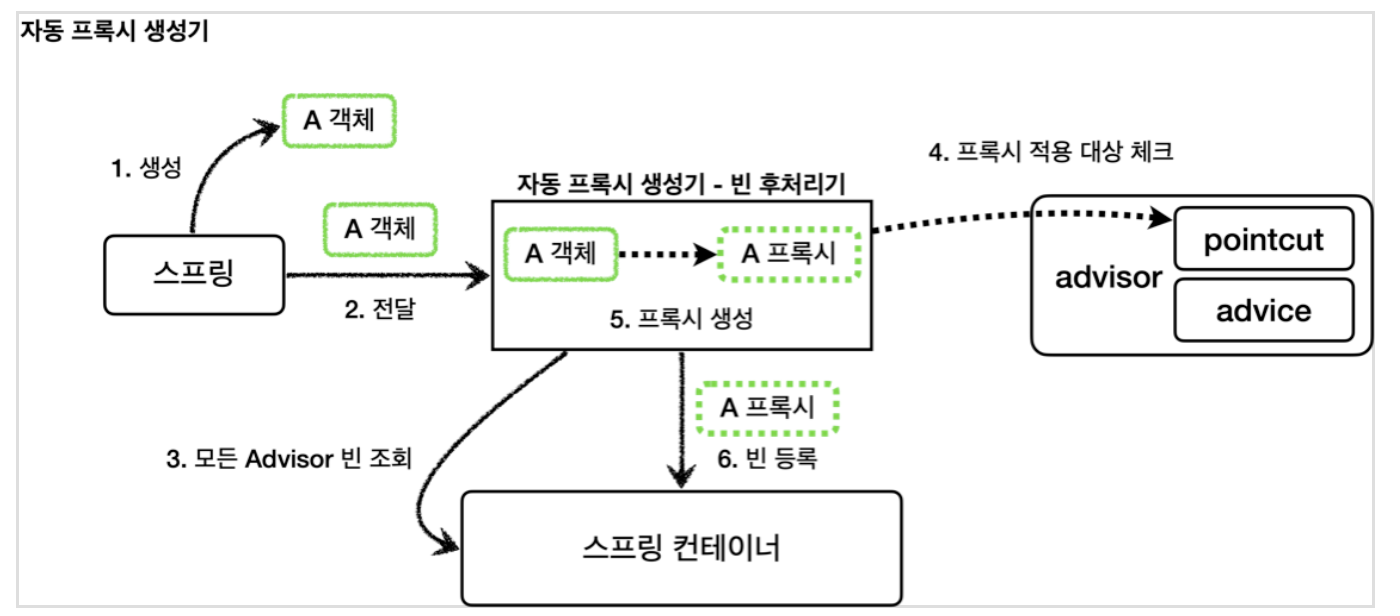 자동 프록시 생성기
A 객체
1. 생성
4. 프록시 적용 대상 체크
자동 프록시 생성기 - 빈 후처리기
A 객체
스프링
2. 전달
A 객체
A 프록시
5. 프록시 생성
advisor
pointcut
advice
A 프록시
3. 모든 Advisor 빈 조회
6. 빈 등록
스프링 컨테이너